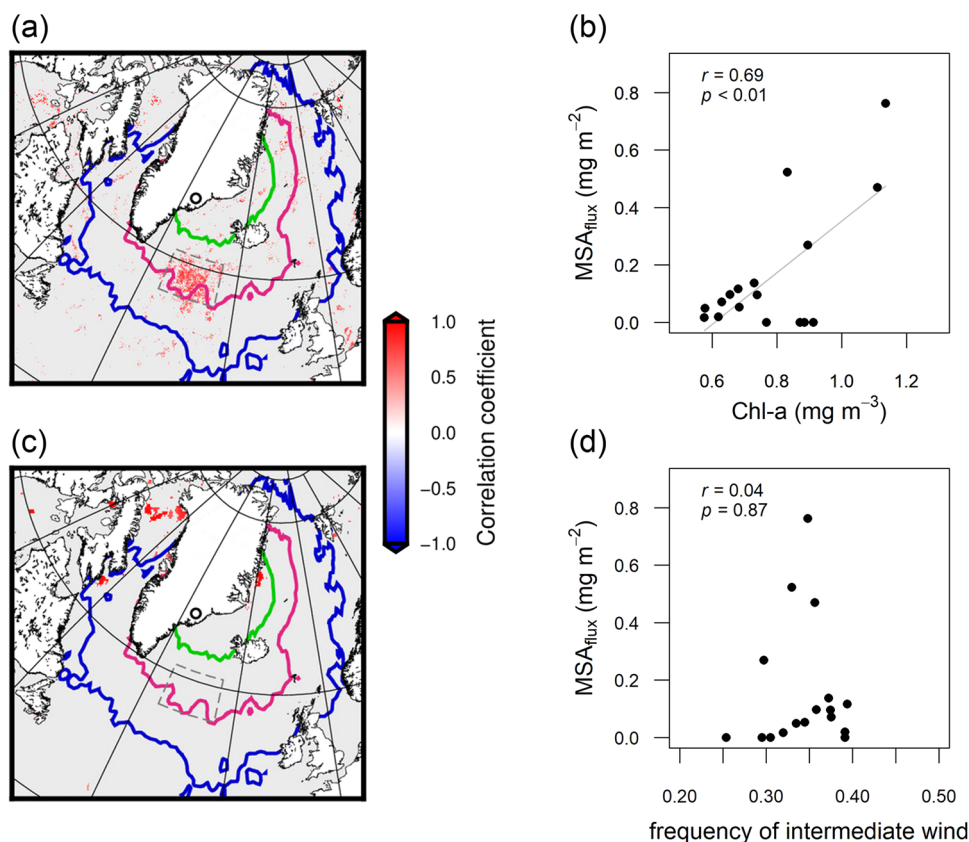 (a)
(b)
r = 0.69
p < 0.01
0.8
0.6
0.4
0.2
0.0
MSAflux (mg m−2)
0.6 0.8 1.0 1.2
Chl-a (mg m−3)
1.0
0.5
0.0
−0.5
−1.0
Correlation coefficient
(c)
(d)
r = 0.04
p = 0.87
0.8
0.6
0.4
0.2
0.0
MSAflux (mg m−2)
0.20 0.30 0.40 0.50
frequency of intermediate wind